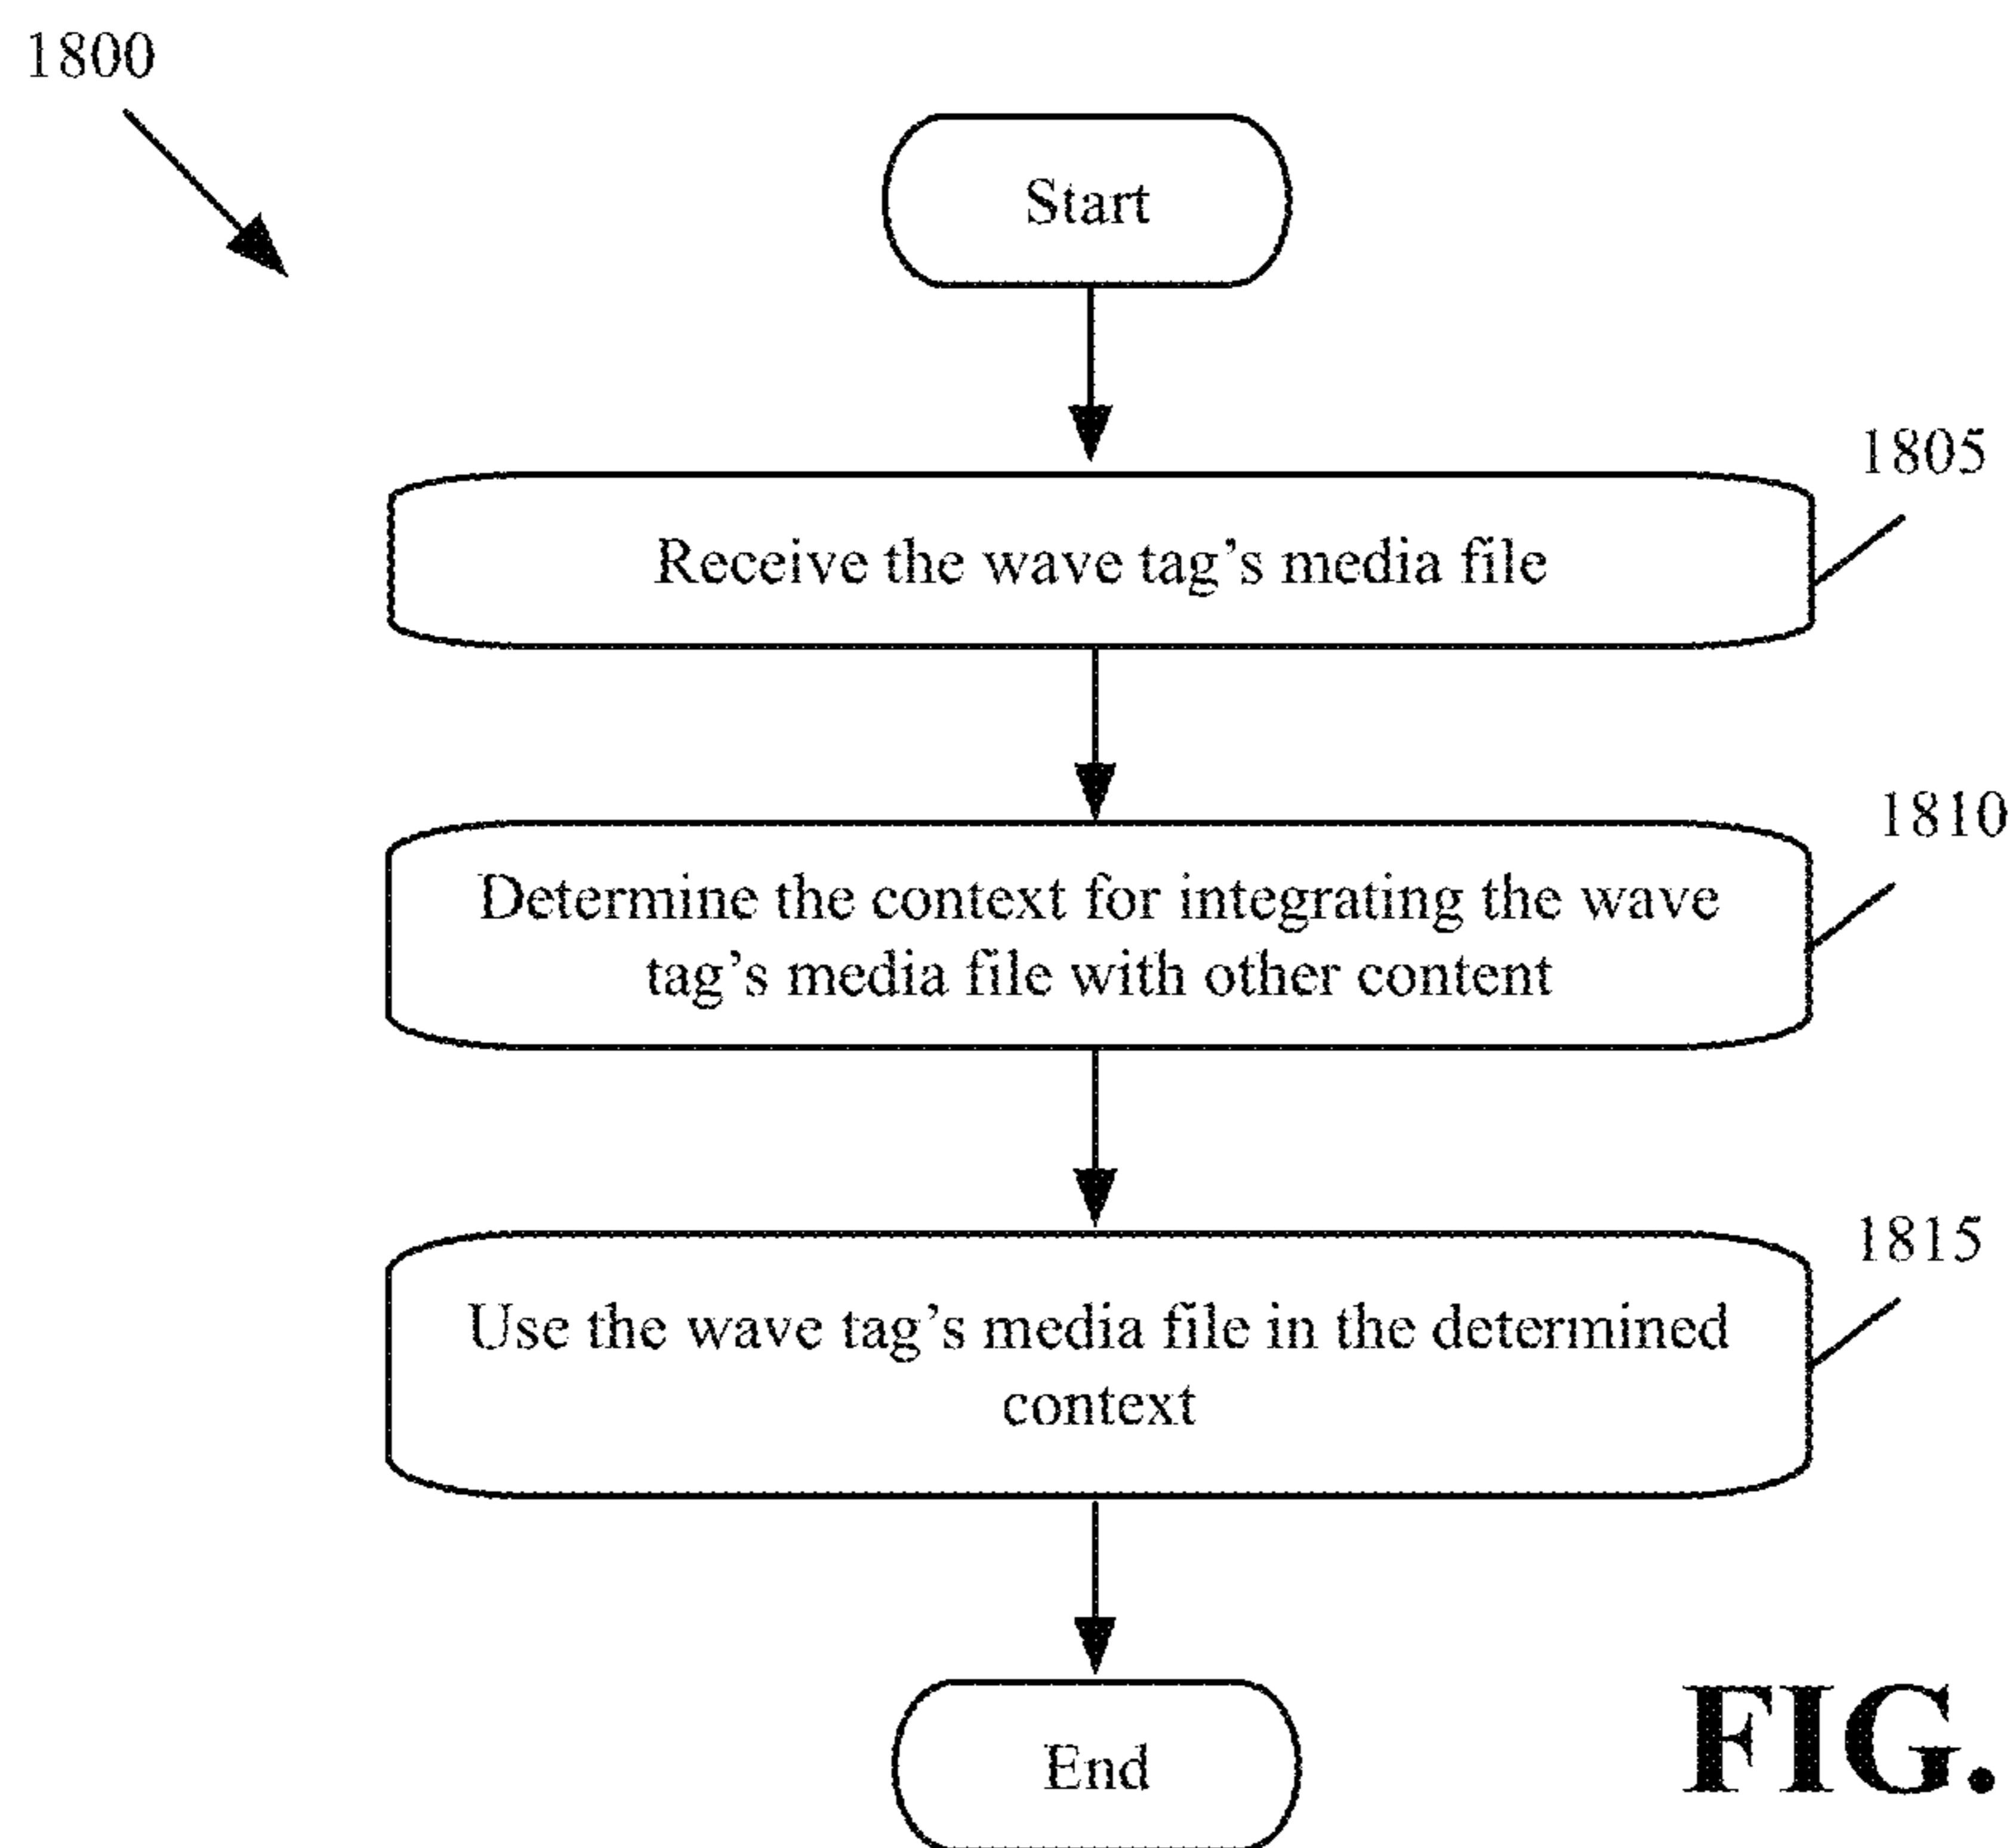 1800
Start
1805
Receive the wave tag’s media file
1810
Determine the context for integrating the wave
tag’s media file with other content
1815
Use the wave tag’s media file in the determined
context
End
FIG.